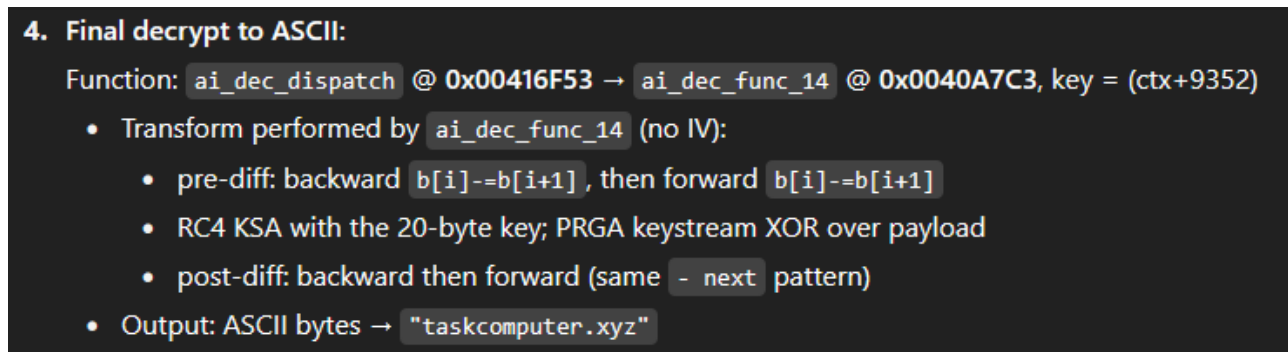 4. Final decrypt to ASCII:
Function: ai_dec_dispatch @ 0x00416F53 → ai_dec_func_14 @ 0x0040A7C3, key = (ctx+9352)
• Transform performed by ai_dec_func_14 (no IV):
• pre-diff: backward b[i]-=b[i+1], then forward b[i]-=b[i+1]
• RC4 KSA with the 20-byte key; PRGA keystream XOR over payload
• post-diff: backward then forward (same - next pattern)
• Output: ASCII bytes → "taskcomputer.xyz"